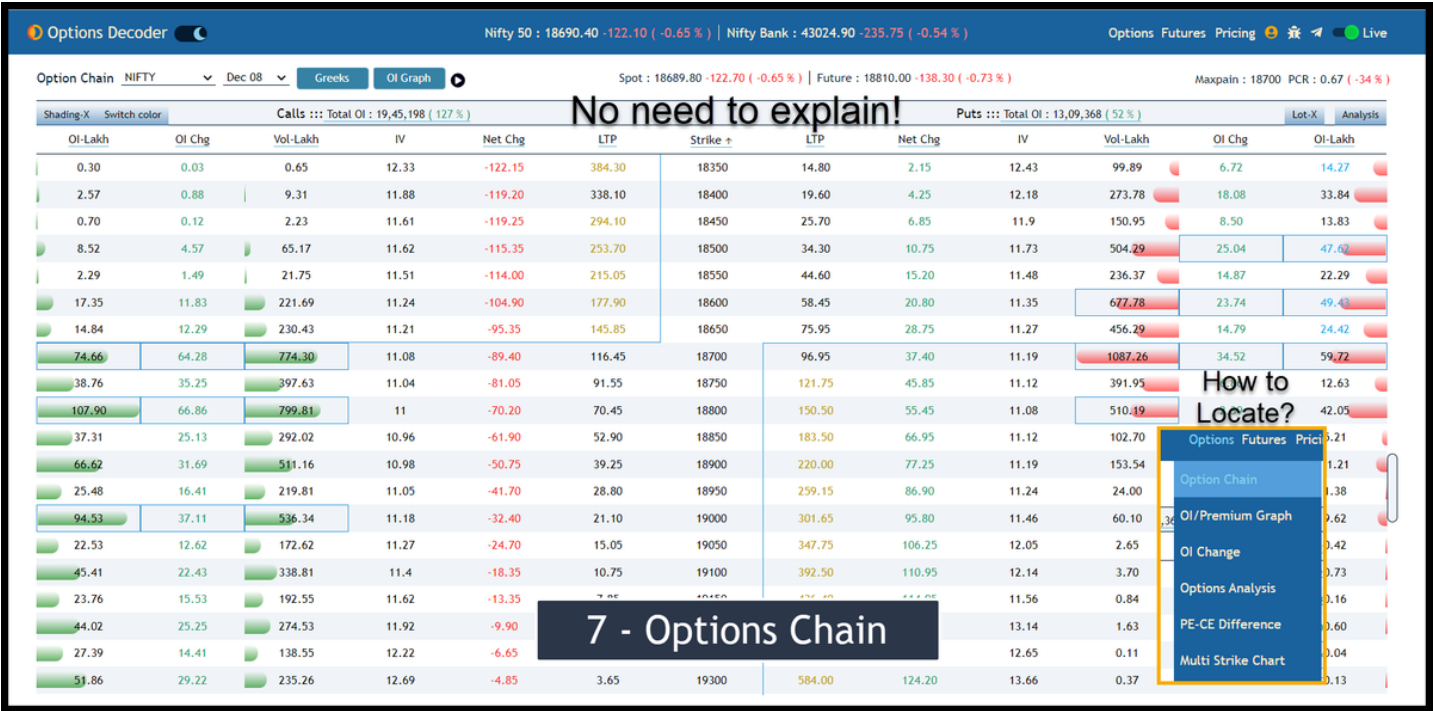 Options Decoder Nifty 50 : 18690.40 -122.10 ( -0.65 % ) | Nifty Bank : 43024.90 -235.75 ( -0.54 % ) Options Futures Pricing Live
Option Chain NIFTY Dec 08 Greeks OI Graph Spot : 18689.80 -122.70 ( -0.65 % ) | Future : 18810.00 -138.30 ( -0.73 % ) Maxpain : 18700 PCR : 0.67 ( -34 % )
No need to explain!
Shading-X Switch color Calls ::: Total OI : 19,45,198 ( 127 % ) Puts ::: Total OI : 13,09,368 ( 52 % ) Lot-X Analysis
OI-Lakh OI Chg Vol-Lakh IV Net Chg LTP Strike ↑ LTP Net Chg IV Vol-Lakh OI Chg OI-Lakh
0.30 0.03 0.65 12.33 -122.15 384.30 18350 14.80 2.15 12.43 99.89 6.72 14.27
2.57 0.88 9.31 11.88 -119.20 338.10 18400 19.60 4.25 12.18 273.78 18.08 33.84
0.70 0.12 2.23 11.61 -119.25 294.10 18450 25.70 6.85 11.9 150.95 8.50 13.83
8.52 4.57 65.17 11.62 -115.35 253.70 18500 34.30 10.75 11.73 504.29 25.04 47.62
2.29 1.49 21.75 11.51 -114.00 215.05 18550 44.60 15.20 11.48 236.37 14.87 22.29
17.35 11.83 221.69 11.24 -104.90 177.90 18600 58.45 20.80 11.35 677.78 23.74 49.43
14.84 12.29 230.43 11.21 -95.35 145.85 18650 75.95 28.75 11.27 456.29 14.79 24.42
74.66 64.28 774.30 11.08 -89.40 116.45 18700 96.95 37.40 11.19 1087.26 34.52 59.72
38.76 35.25 397.63 11.04 -81.05 91.55 18750 121.75 45.85 11.12 391.95 12.63
107.90 66.86 799.81 11 -70.20 70.45 18800 150.50 55.45 11.08 510.19 42.05
37.31 25.13 292.02 10.96 -61.90 52.90 18850 183.50 66.95 11.12 102.70
66.62 31.69 511.16 10.98 -50.75 39.25 18900 220.00 77.25 11.19 153.54
25.48 16.41 219.81 11.05 -41.70 28.80 18950 259.15 86.90 11.24 24.00
94.53 37.11 536.34 11.18 -32.40 21.10 19000 301.65 95.80 11.46 60.10
22.53 12.62 172.62 11.27 -24.70 15.05 19050 347.75 106.25 12.05 2.65
45.41 22.43 338.81 11.4 -18.35 10.75 19100 392.50 110.95 12.14 3.70
23.76 15.53 192.55 11.62 -13.35 11.56 0.84
44.02 25.25 274.53 11.92 -9.90 13.14 1.63
27.39 14.41 138.55 12.22 -6.65 12.65 0.11
51.86 29.22 235.26 12.69 -4.85 3.65 19300 584.00 124.20 13.66 0.37
7 - Options Chain
How to
Locate?
Options Futures
Option Chain
OI/Premium Graph
OI Change
Options Analysis
PE-CE Difference
Multi Strike Chart